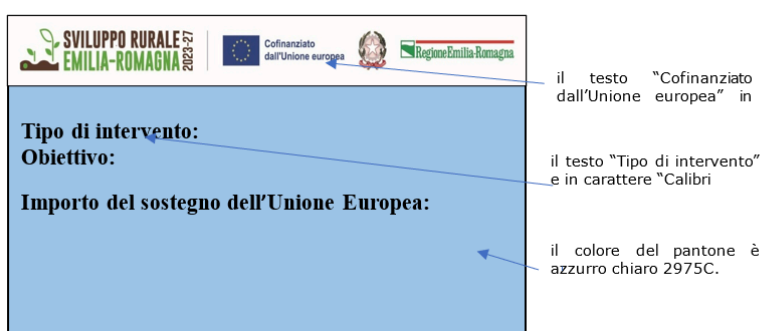 SVILUPPO RURALE
EMILIA-ROMAGNA
2023-27
Cofinanziato
dall'Unione europea
RegioneEmilia-Romagna
il testo “Cofinanziato
dall’Unione europea” in
Tipo di intervento:
Obiettivo:
Importo del sostegno dell’Unione Europea:
il testo “Tipo di intervento”
e in carattere “Calibri
il colore del pantone è
azzurro chiaro 2975C.